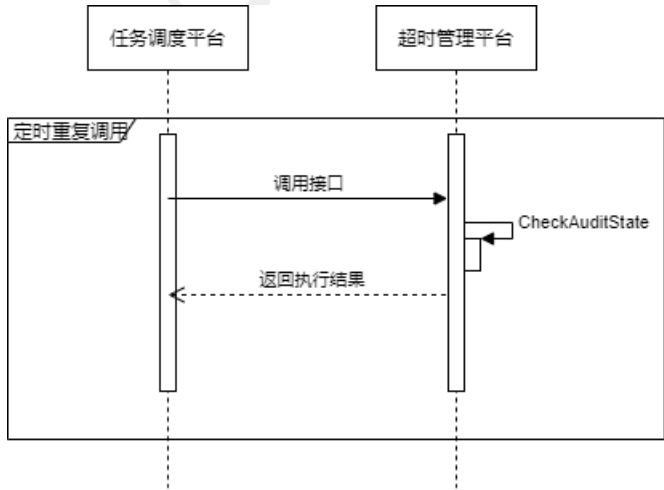 任务调度平台
超时管理平台
定时重复调用
调用接口
CheckAuditState
返回执行结果